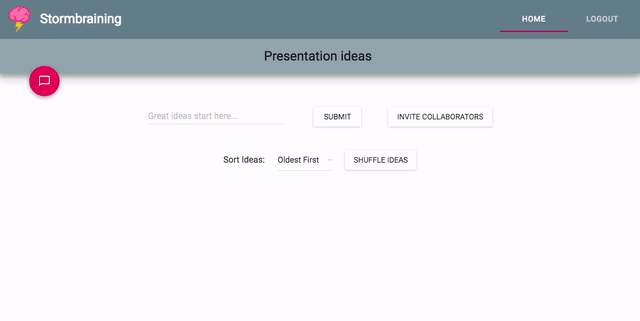 Stormbraining
HOME
LOGOUT
Presentation ideas
Great ideas start here...
SUBMIT
INVITE COLLABORATORS
Sort Ideas:
Oldest First
SHUFFLE IDEAS